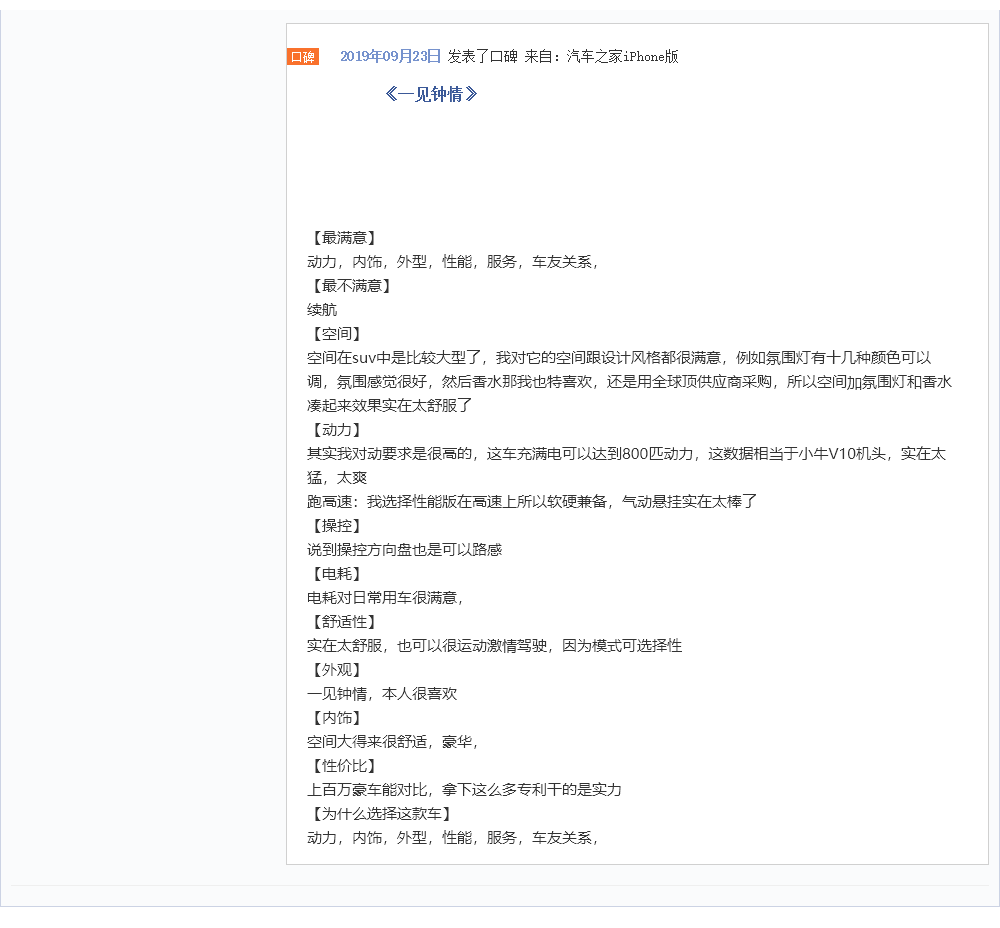 口碑 2019年09月23日 发表了口碑 来自：汽车之家iPhone版
《一见钟情》
【最满意】
动力，内饰，外型，性能，服务，车友关系，
【最不满意】
续航
【空间】
空间在suv中是比较大型了，我对它的空间跟设计风格都很满意，例如氛围灯有十几种颜色可以
调，氛围感觉很好，然后香水那我也特喜欢，还是用全球顶供应商采购，所以空间加氛围灯和香水
凑起来效果实在太舒服了
【动力】
其实我对动要求是很高的，这车充满电可以达到800匹动力，这数据相当于小牛V10机头，实在太
猛，太爽
跑高速：我选择性能版在高速上所以软硬兼备，气动悬挂实在太棒了
【操控】
说到操控方向盘也是可以路感
【电耗】
电耗对日常用车很满意，
【舒适性】
实在太舒服，也可以很运动激情驾驶，因为模式可选择性
【外观】
一见钟情，本人很喜欢
【内饰】
空间大得来很舒适，豪华，
【性价比】
上百万豪车能对比，拿下这么多专利干的是实力
【为什么选择这款车】
动力，内饰，外型，性能，服务，车友关系，